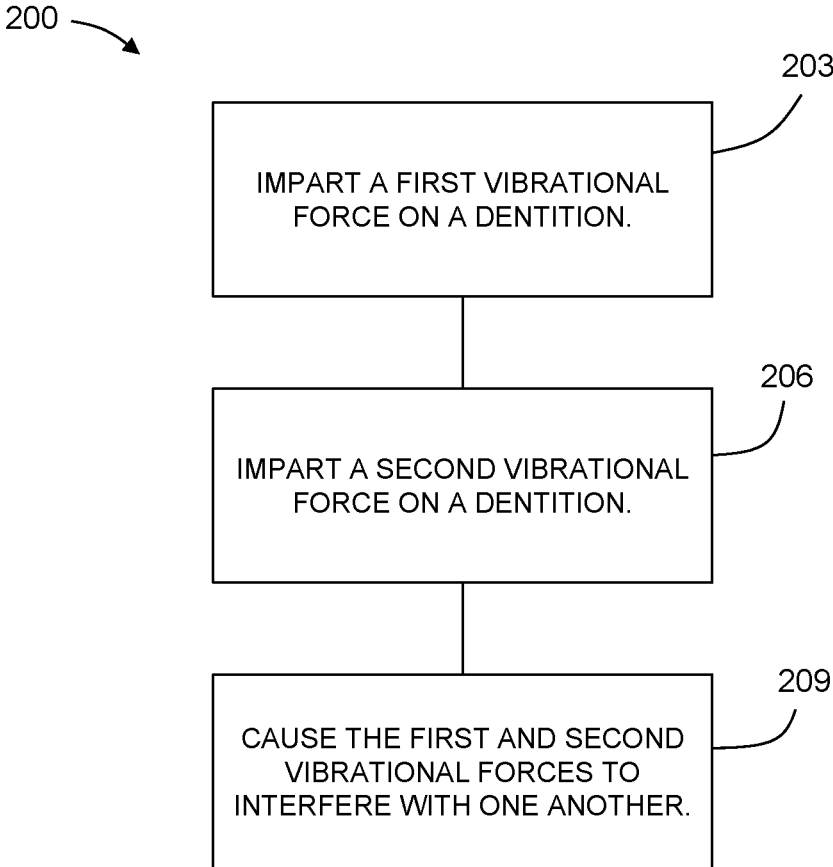 200
203
IMPART A FIRST VIBRATIONAL
FORCE ON A DENTITION.
206
IMPART A SECOND VIBRATIONAL
FORCE ON A DENTITION.
209
CAUSE THE FIRST AND SECOND
VIBRATIONAL FORCES TO
INTERFERE WITH ONE ANOTHER.